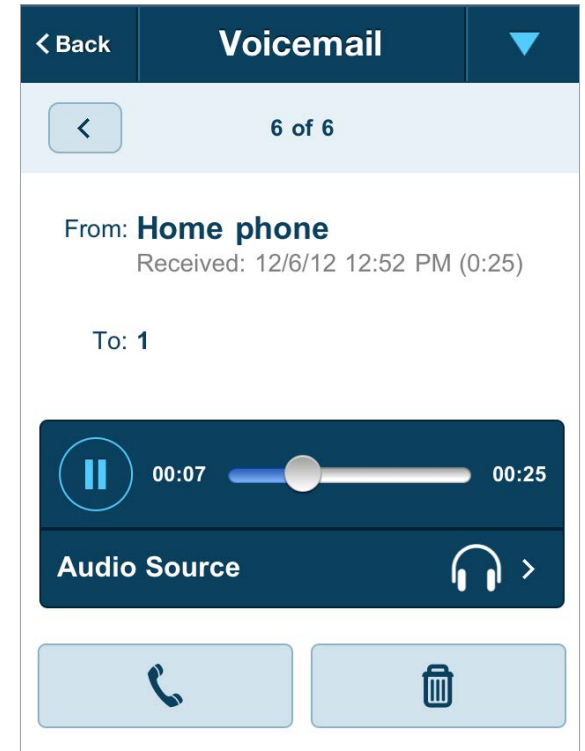 Back Voicemail
6 of 6
From: Home phone
Received: 12/6/12 12:52 PM (0:25)
To: 1
00:07 00:25
Audio Source